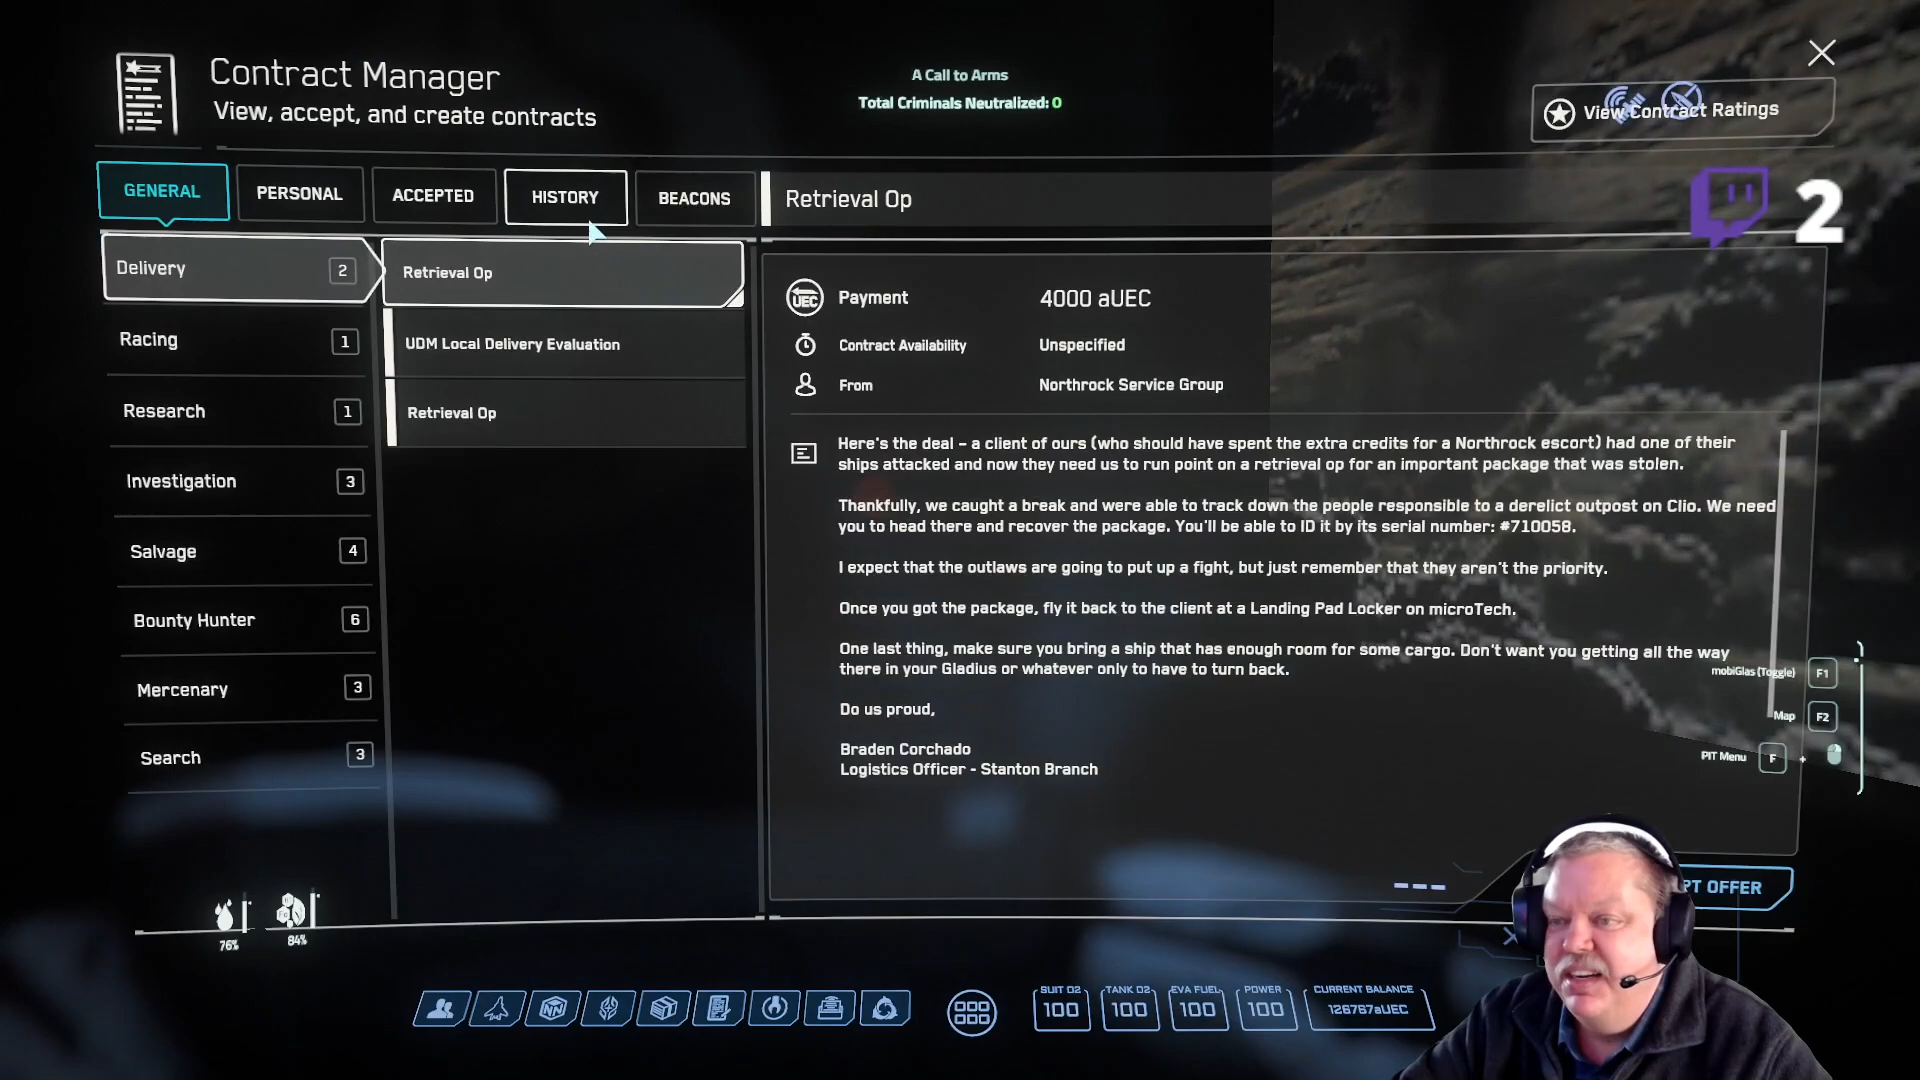 Contract Manager
View, accept, and create contracts
A Call to Arms
Total Criminals Neutralized: 0
View Contract Ratings
2
GENERAL
PERSONAL
ACCEPTED
HISTORY
BEACONS
Retrieval Op
Delivery 2
Racing 1
Research 1
Investigation 3
Salvage 4
Bounty Hunter 6
Mercenary 3
Search 3
Retrieval Op
UDM Local Delivery Evaluation
Retrieval Op
UEC
Payment 4000 aUEC
Contract Availability Unspecified
From Northrock Service Group
Here's the deal - a client of ours (who should have spent the extra credits for a Northrock escort) had one of their
ships attacked and now they need us to run point on a retrieval op for an important package that was stolen.
Thankfully, we caught a break and were able to track down the people responsible to a derelict outpost on Clio. We need
you to head there and recover the package. You'll be able to ID it by its serial number: #710058.
I expect that the outlaws are going to put up a fight, but just remember that they aren't the priority.
Once you got the package, fly it back to the client at a Landing Pad Locker on microTech.
One last thing, make sure you bring a ship that has enough room for some cargo. Don't want you getting all the way
there in your Gladius or whatever only to have to turn back.
Do us proud,
Braden Corchado
Logistics Officer - Stanton Branch
mobiGlas (Toggle) F1
Map F2
PIT Menu F +
PT OFFER
76%
84%
SUIT O2
100
TANK O2
100
EVA FUEL
100
POWER
100
CURRENT BALANCE
126767aUEC